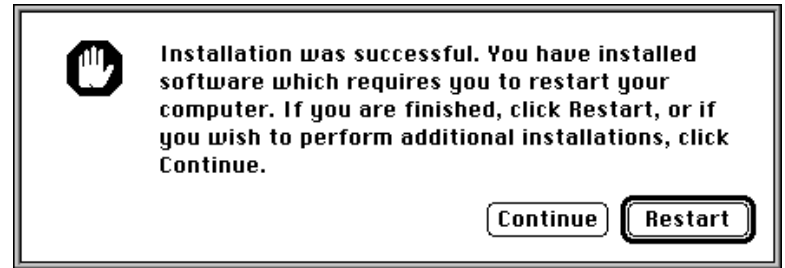 Installation was successful. You have installed
software which requires you to restart your
computer. If you are finished, click Restart, or if
you wish to perform additional installations, click
Continue.
Continue
Restart